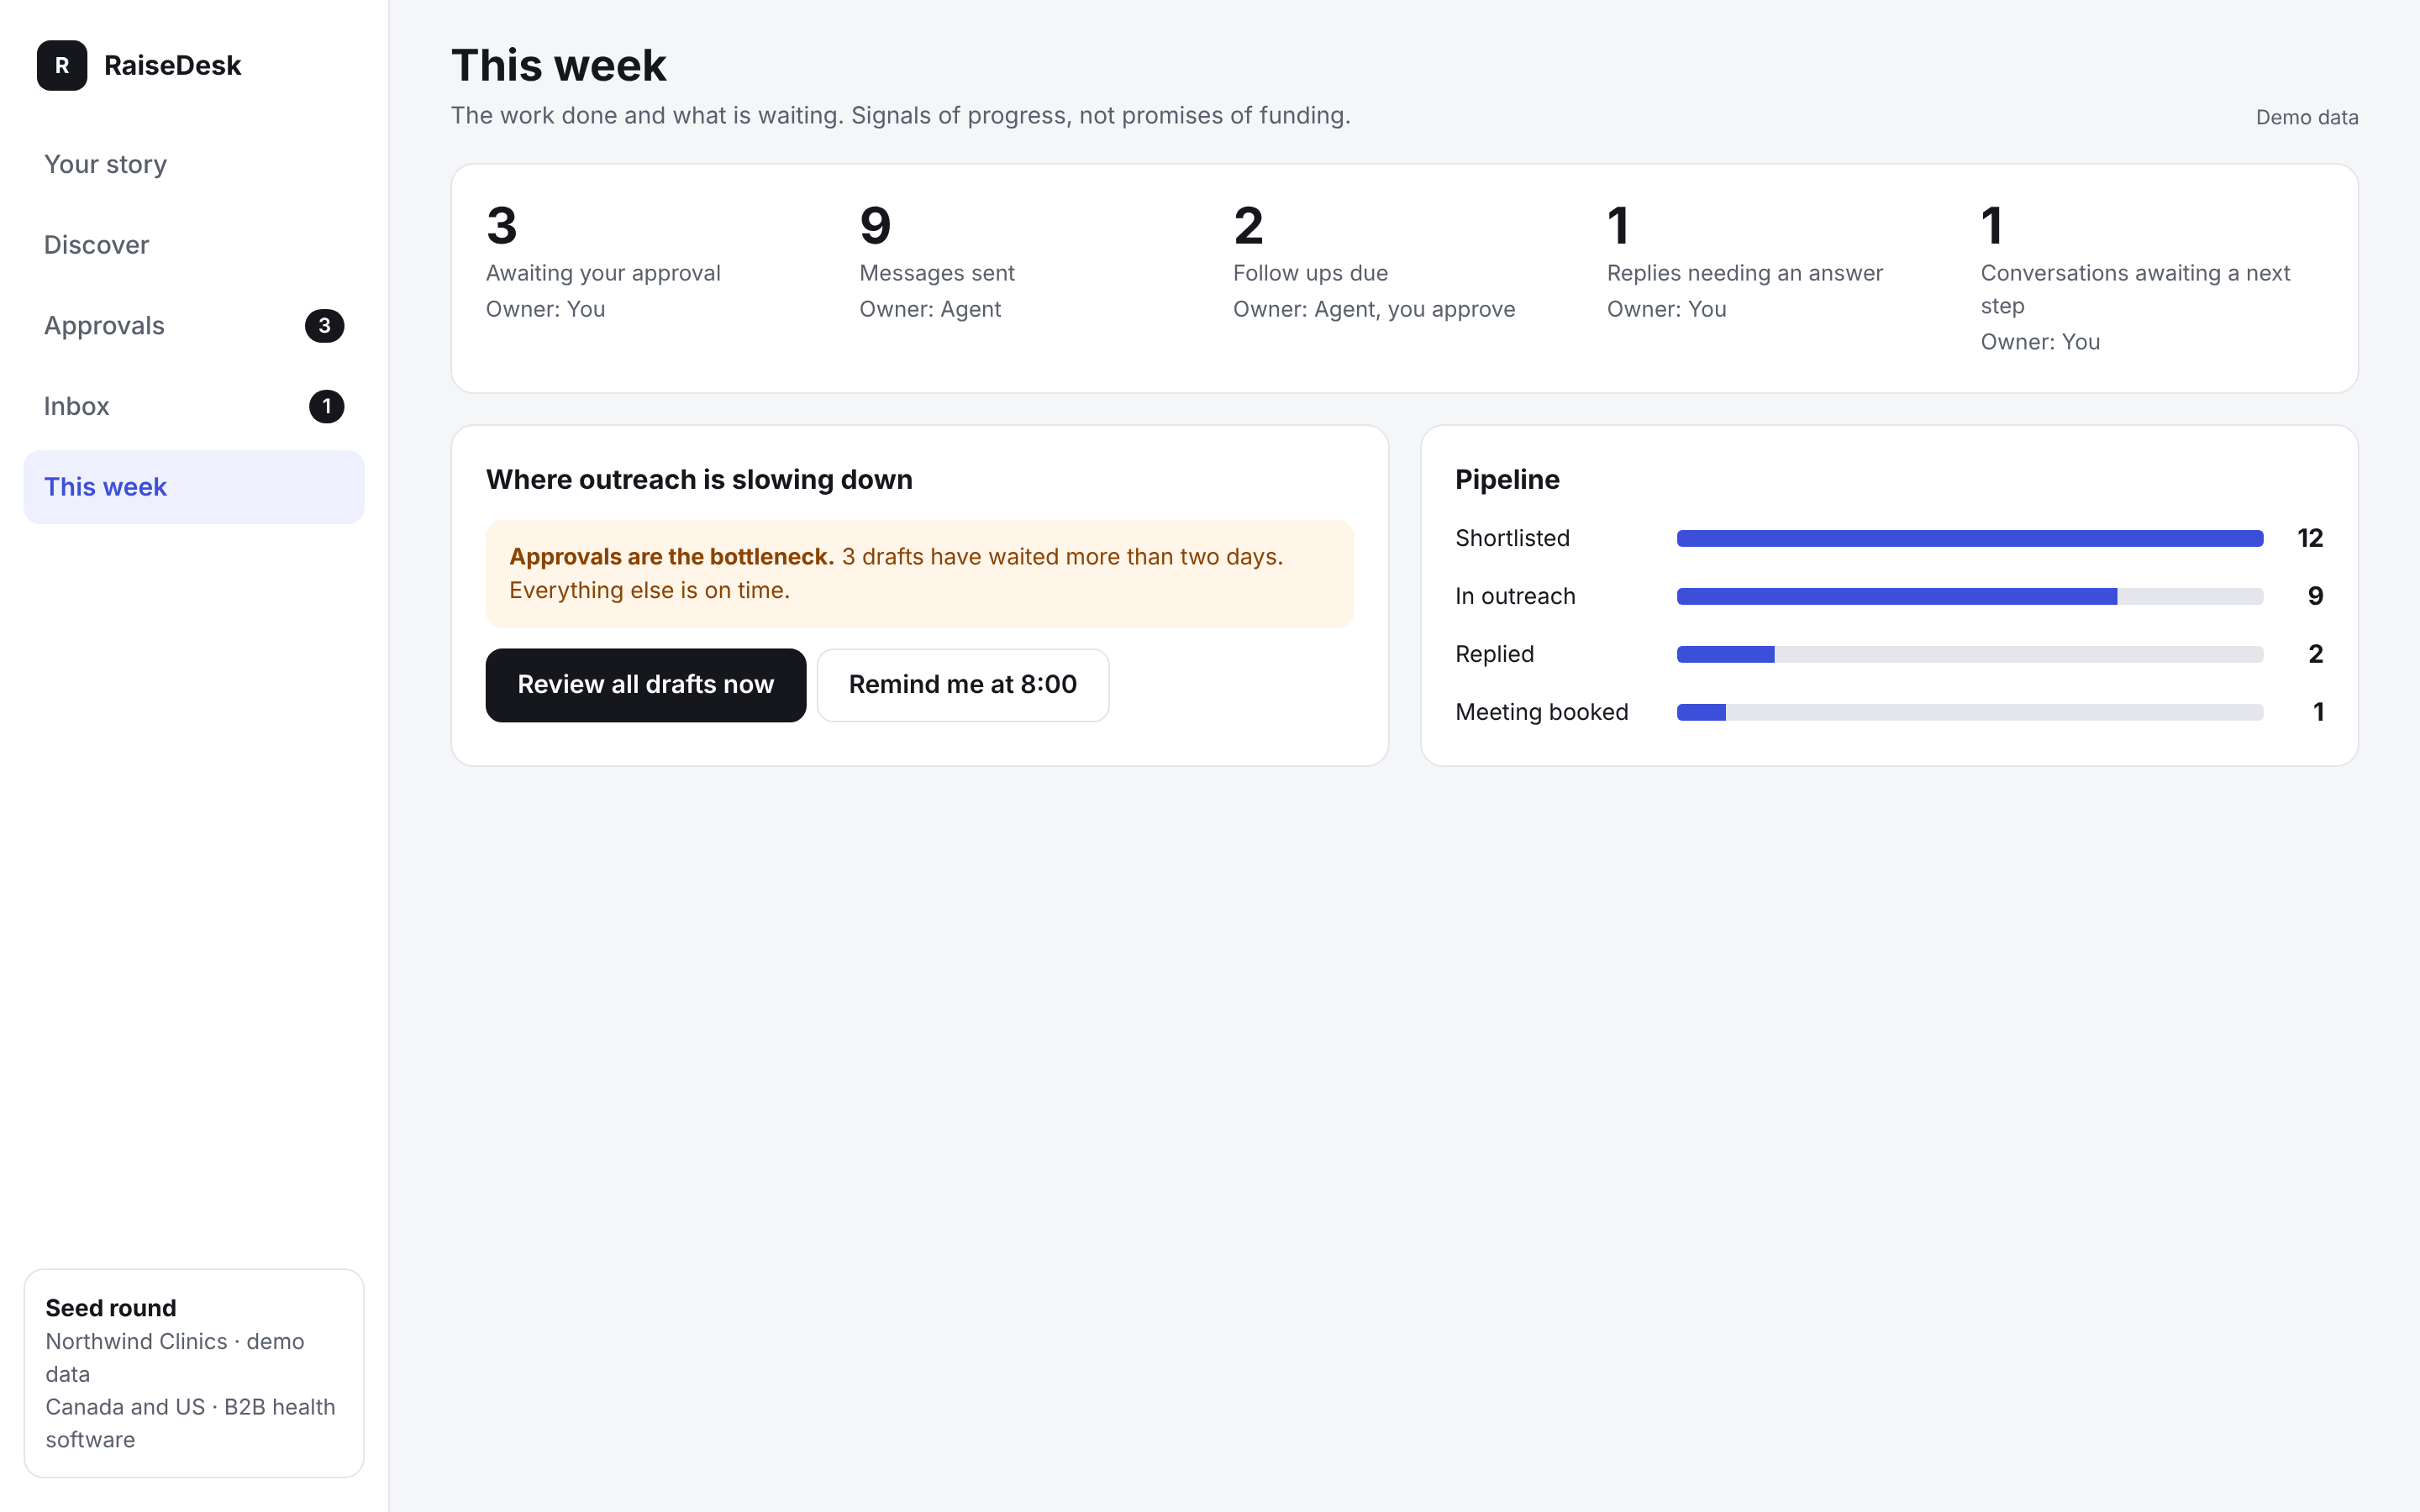 R RaiseDesk
Your story
Discover
Approvals 3
Inbox 1
This week
Seed round
Northwind Clinics · demo
data
Canada and US · B2B health
software
This week
The work done and what is waiting. Signals of progress, not promises of funding.
Demo data
3
Awaiting your approval
Owner: You
9
Messages sent
Owner: Agent
2
Follow ups due
Owner: Agent, you approve
1
Replies needing an answer
Owner: You
1
Conversations awaiting a next
step
Owner: You
Where outreach is slowing down
Approvals are the bottleneck. 3 drafts have waited more than two days.
Everything else is on time.
Review all drafts now
Remind me at 8:00
Pipeline
Shortlisted 12
In outreach 9
Replied 2
Meeting booked 1